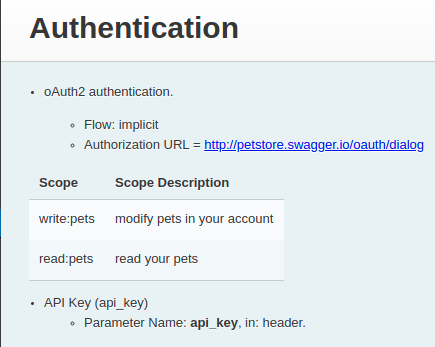 Authentication
oAuth2 authentication.
Flow: implicit
Authorization URL = http://petstore.swagger.io/oauth/dialog
Scope Scope Description
write:pets modify pets in your account
read:pets read your pets
API Key (api_key)
Parameter Name: api_key, in: header.